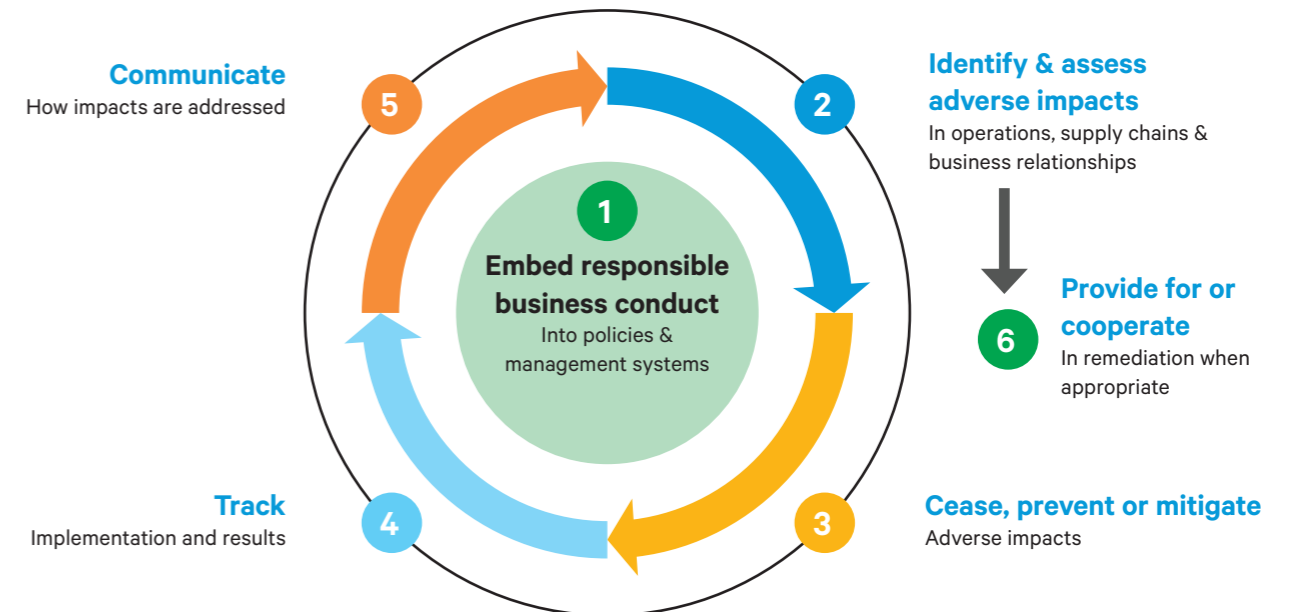 1
Embed responsible
business conduct
Into policies &
management systems
2
Identify & assess
adverse impacts
In operations, supply chains &
business relationships
3
Cease, prevent or mitigate
Adverse impacts
4
Track
Implementation and results
5
Communicate
How impacts are addressed
6
Provide for or
cooperate
In remediation when
appropriate